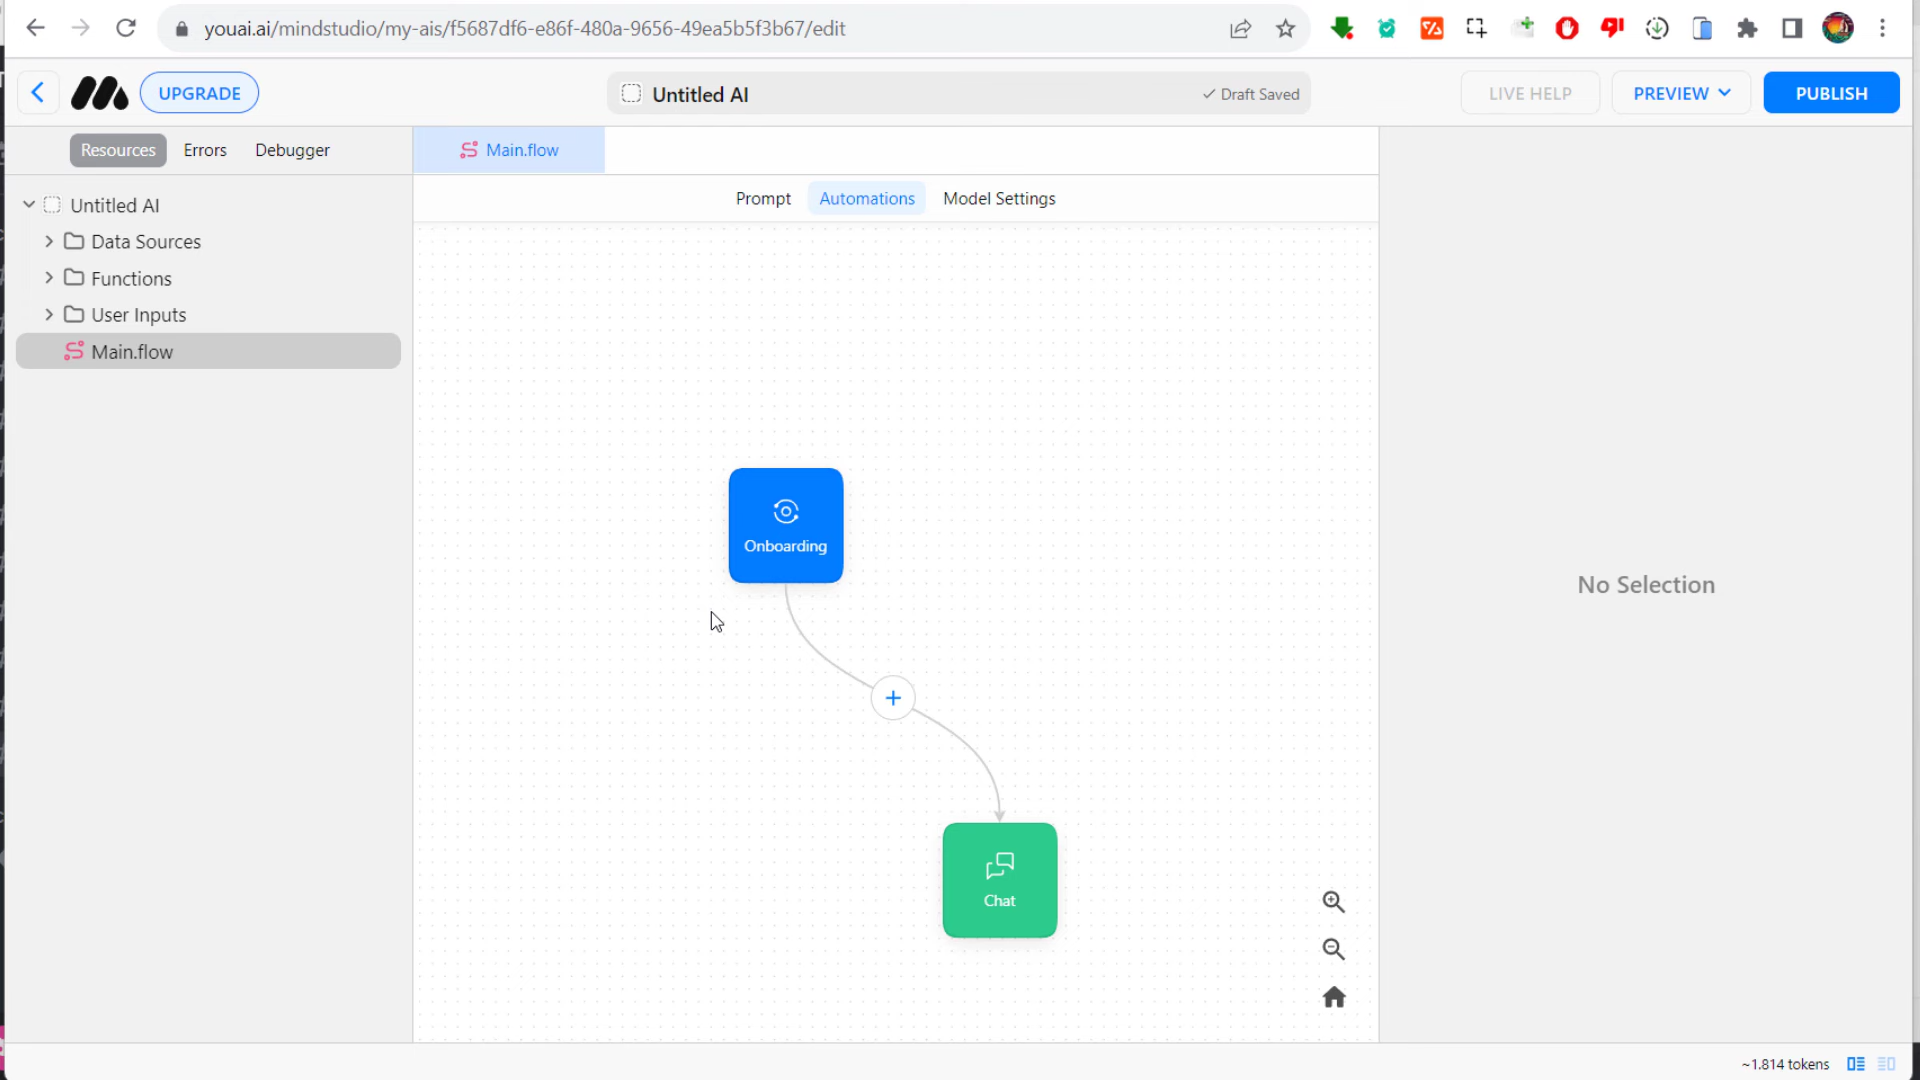 youai.ai/mindstudio/my-ais/f5687df6-e86f-480a-9656-49ea5b5f3b67/edit
UPGRADE
Untitled AI
Draft Saved
LIVE HELP
PREVIEW
PUBLISH
Resources
Errors
Debugger
Main.flow
Prompt
Automations
Model Settings
Untitled AI
Data Sources
Functions
User Inputs
Main.flow
Onboarding
Chat
No Selection
~1.814 tokens